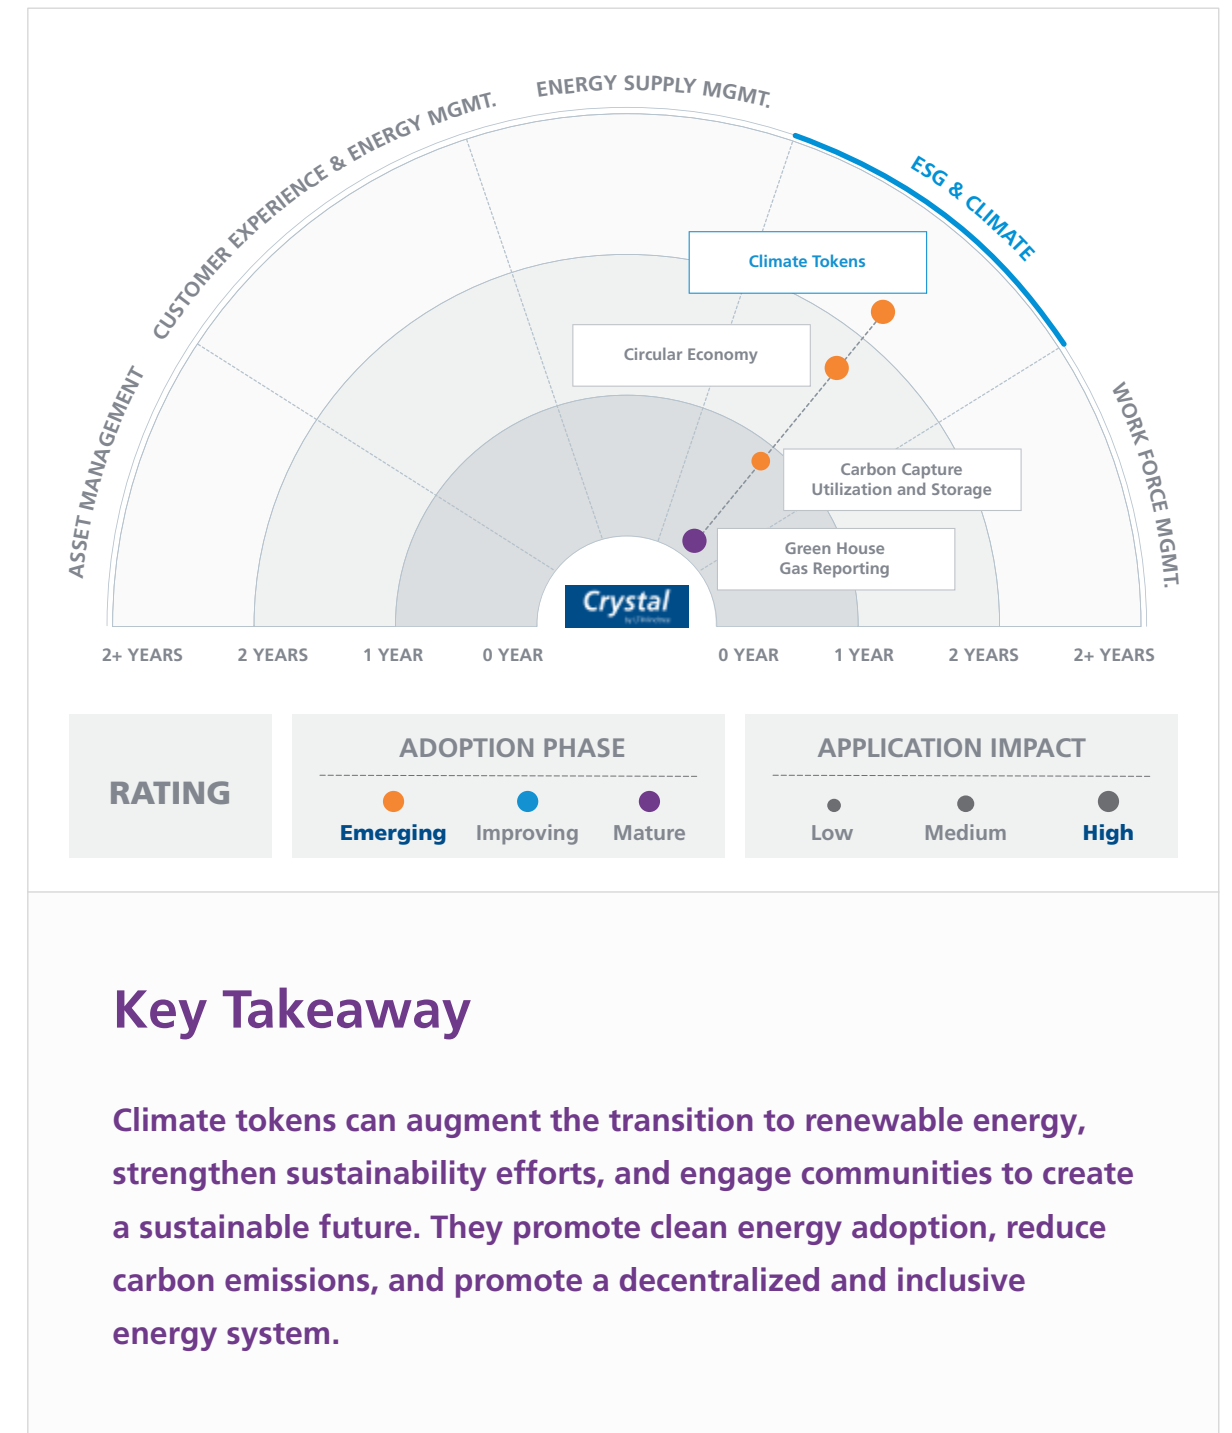 ENERGY SUPPLY MGMT.
CUSTOMER EXPERIENCE & ENERGY MGMT.
ESG & CLIMATE
ASSET MANAGEMENT
WORK FORCE MGMT.
Climate Tokens
Circular Economy
Carbon Capture
Utilization and Storage
Green House
Gas Reporting
Crystal
2+ YEARS 2 YEARS 1 YEAR 0 YEAR 0 YEAR 1 YEAR 2 YEARS 2+ YEARS
RATING
ADOPTION PHASE
Emerging Improving Mature
APPLICATION IMPACT
Low Medium High
Key Takeaway
Climate tokens can augment the transition to renewable energy,
strengthen sustainability efforts, and engage communities to create
a sustainable future. They promote clean energy adoption, reduce
carbon emissions, and promote a decentralized and inclusive
energy system.